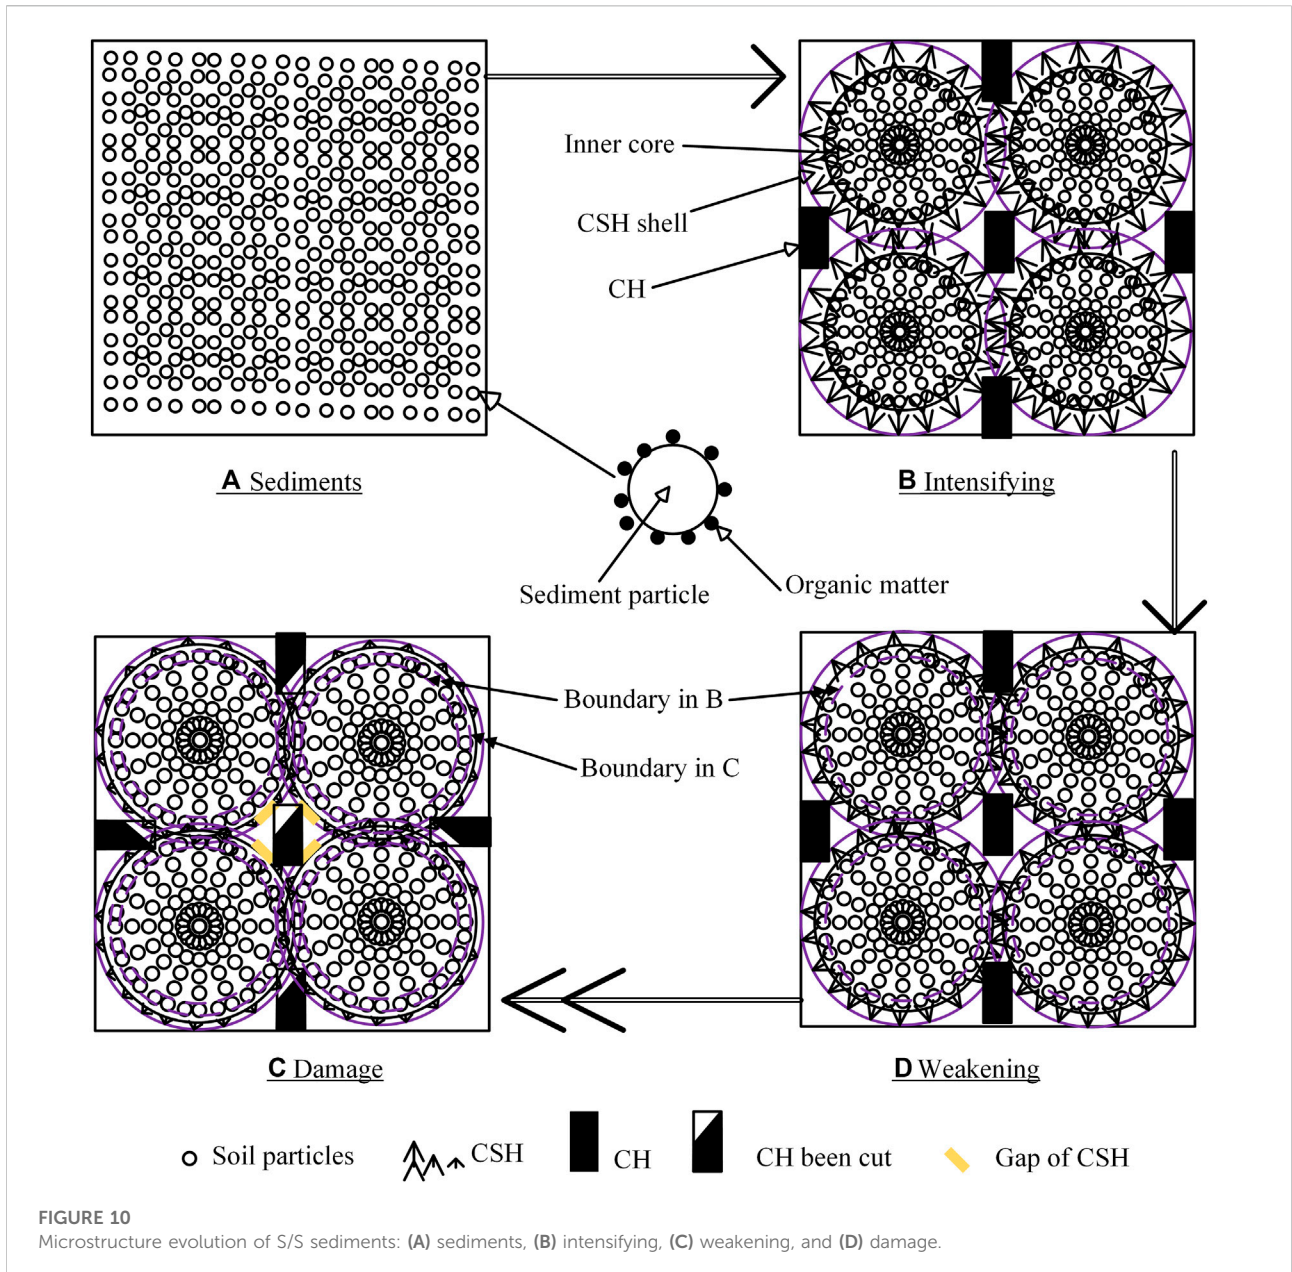 Inner core
CSH shell
CH
A Sediments
B Intensifying
Sediment particle
Organic matter
Boundary in B
Boundary in C
C Damage
D Weakening
Soil particles
CSH
CH
CH been cut
Gap of CSH
FIGURE 10
Microstructure evolution of S/S sediments: (A) sediments, (B) intensifying, (C) weakening, and (D) damage.